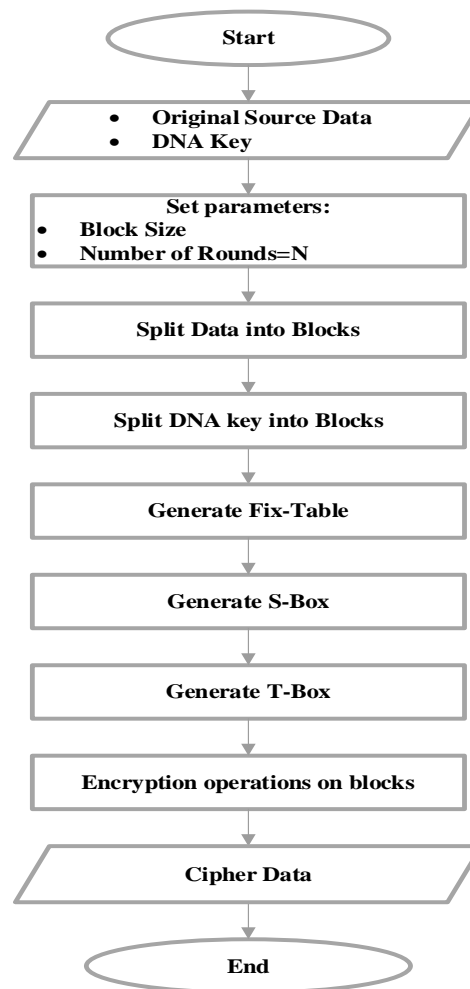 Start
• Original Source Data
• DNA Key
Set parameters:
• Block Size
• Number of Rounds=N
Split Data into Blocks
Split DNA key into Blocks
Generate Fix-Table
Generate S-Box
Generate T-Box
Encryption operations on blocks
Cipher Data
End